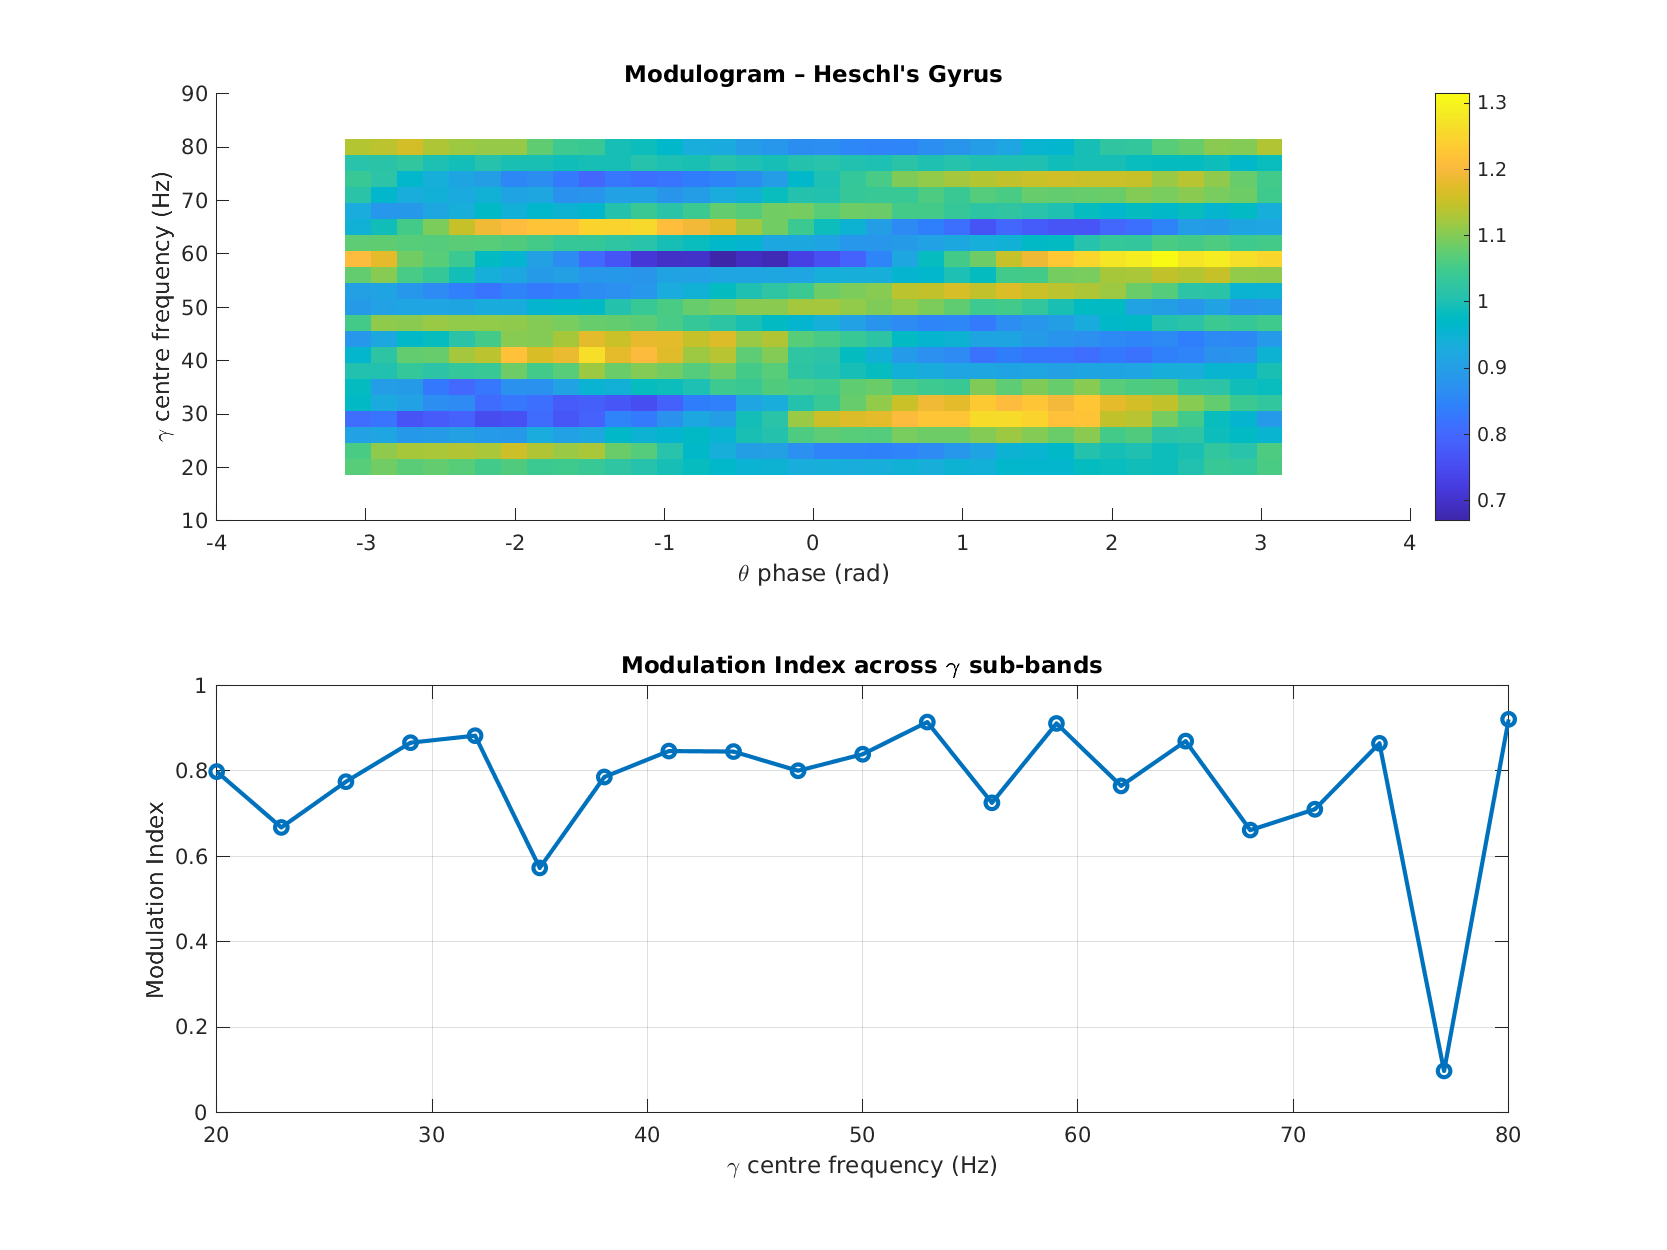 Modulogram – Heschl's Gyrus
90
80
70
60
50
40
30
20
10
γ centre frequency (Hz)
-4 -3 -2 -1 0 1 2 3 4
θ phase (rad)
1.3
1.2
1.1
1
0.9
0.8
0.7
Modulation Index across γ sub-bands
1
0.8
0.6
0.4
0.2
0
Modulation Index
20 30 40 50 60 70 80
γ centre frequency (Hz)